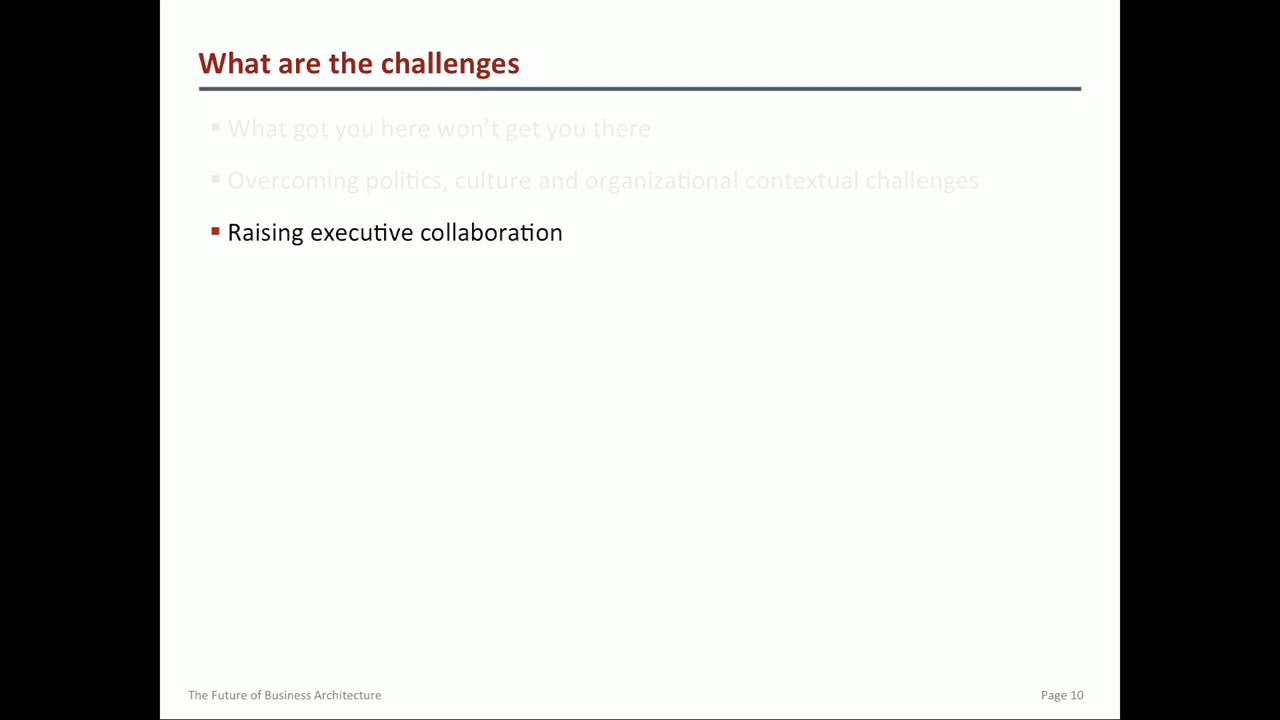 What are the challenges
▪ What got you here won’t get you there
▪ Overcoming politics, culture and organizational contextual challenges
▪ Raising executive collaboration
The Future of Business Architecture
Page 10